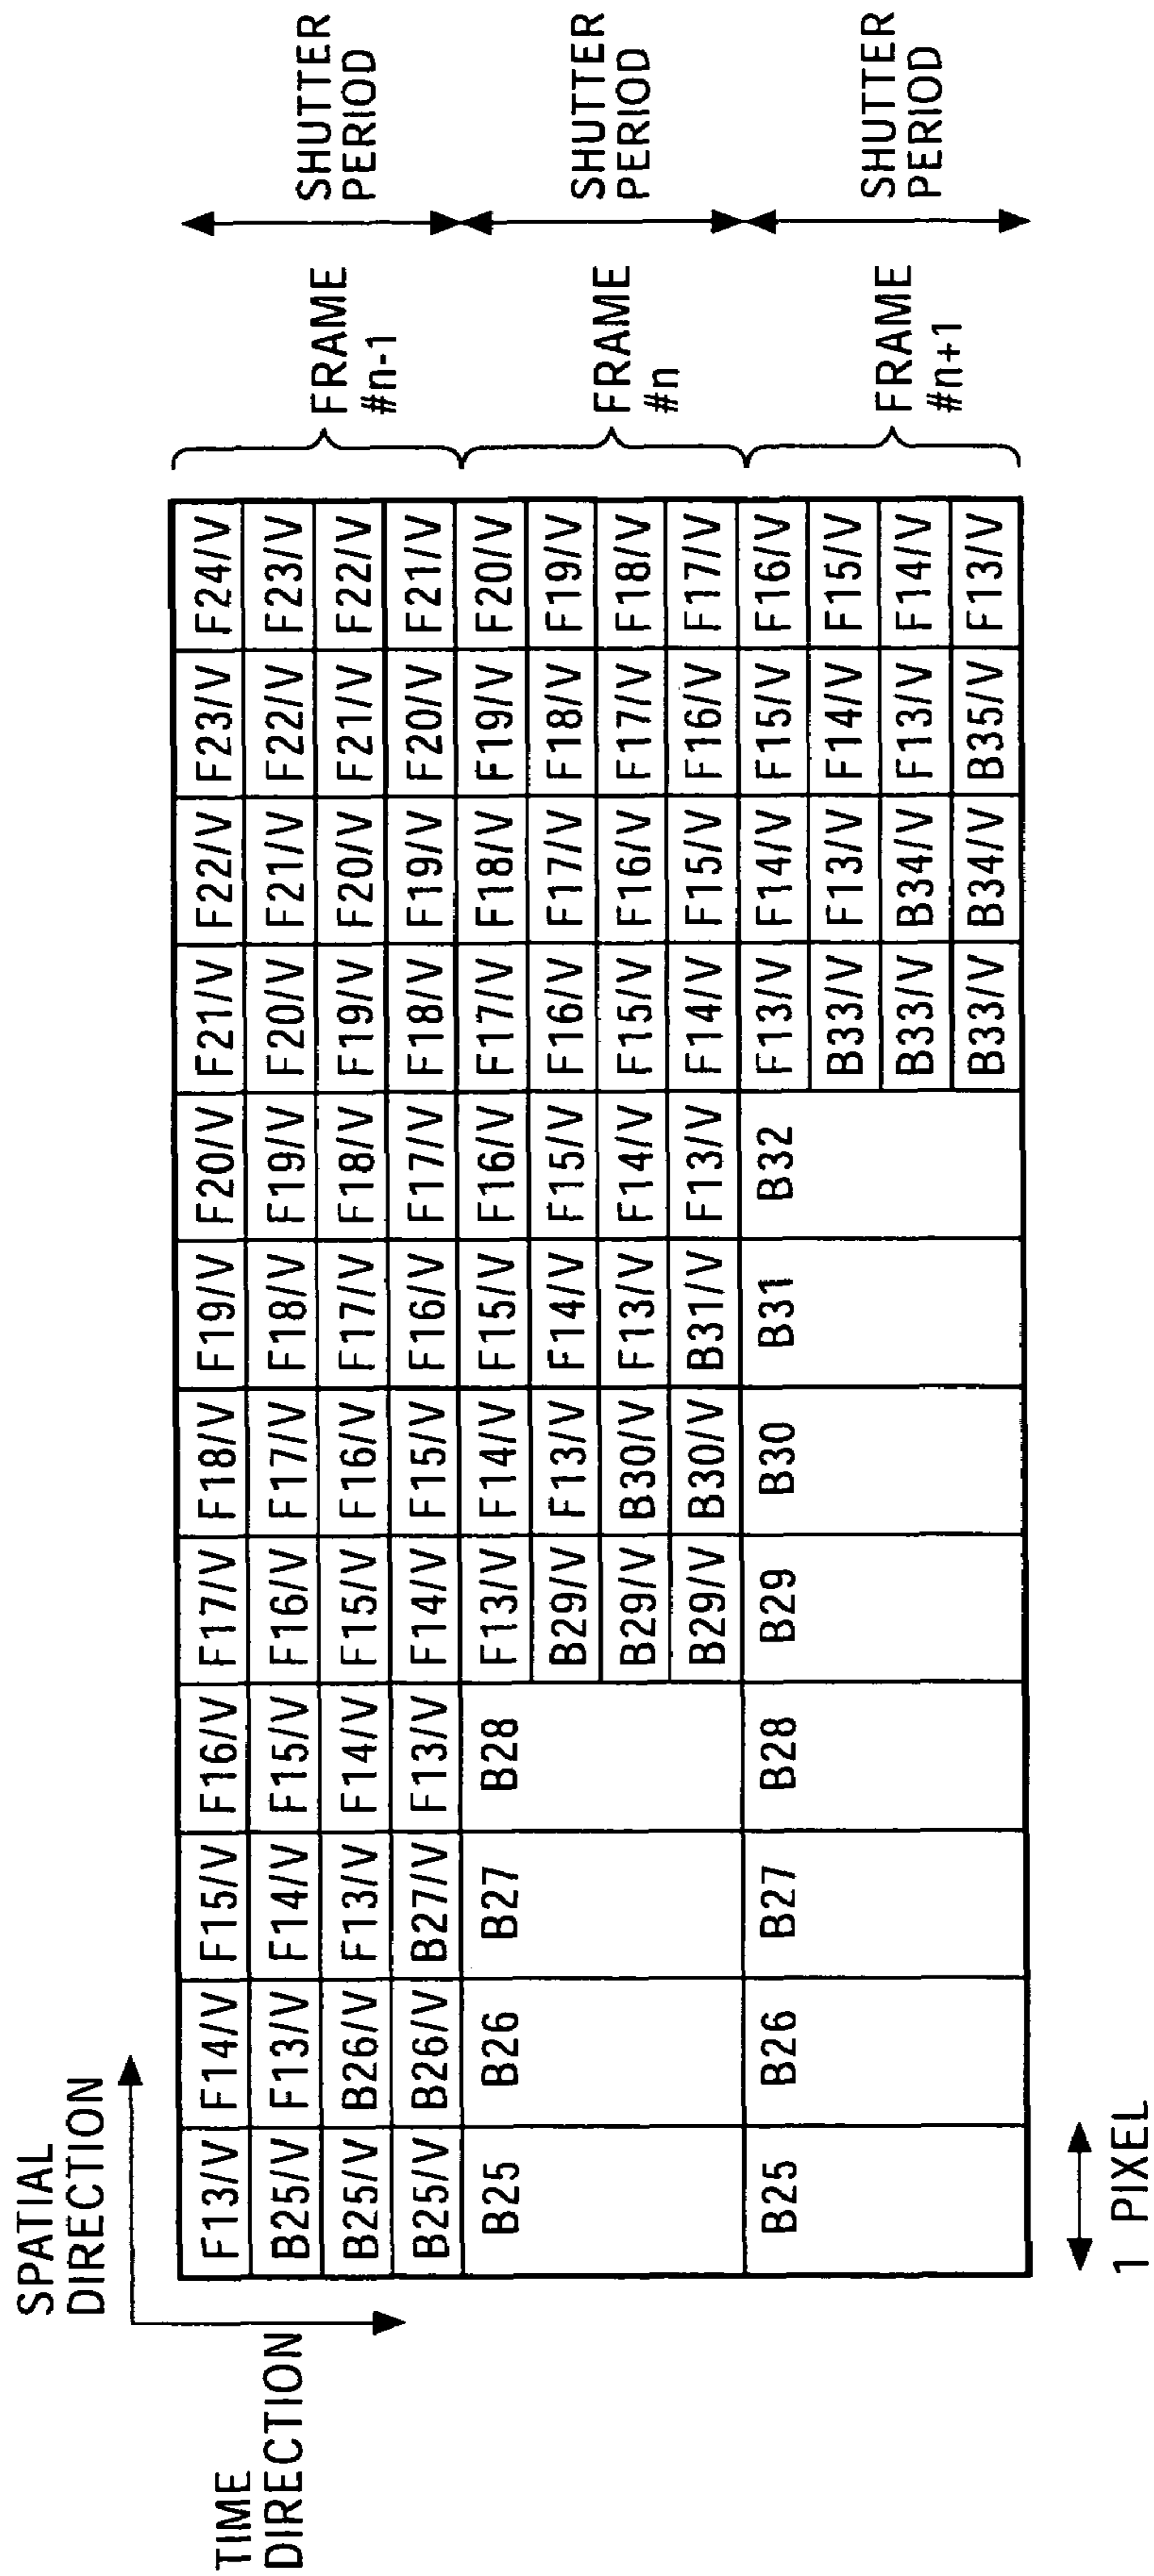 SPATIAL
DIRECTION
TIME
DIRECTION
F13/V F14/V F15/V F16/V F17/V F18/V F19/V F20/V F21/V F22/V F23/V F24/V
B25/V F13/V F14/V F15/V F16/V F17/V F18/V F19/V F20/V F21/V F22/V F23/V
B25/V B26/V F13/V F14/V F15/V F16/V F17/V F18/V F19/V F20/V F21/V F22/V
B25/V B26/V B27/V F13/V F14/V F15/V F16/V F17/V F18/V F19/V F20/V F21/V
FRAME
#n-1
SHUTTER
PERIOD
B25 B26 B27 B28 F13/V F14/V F15/V F16/V F17/V F18/V F19/V F20/V
B29/V F13/V F14/V F15/V F16/V F17/V F18/V F19/V
B29/V B30/V F13/V F14/V F15/V F16/V F17/V F18/V
B29/V B30/V B31/V F13/V F14/V F15/V F16/V F17/V
FRAME
#n
SHUTTER
PERIOD
B25 B26 B27 B28 B29 B30 B31 B32 F13/V F14/V F15/V F16/V
B33/V F13/V F14/V F15/V
B33/V B34/V F13/V F14/V
B33/V B34/V B35/V F13/V
FRAME
#n+1
SHUTTER
PERIOD
1 PIXEL